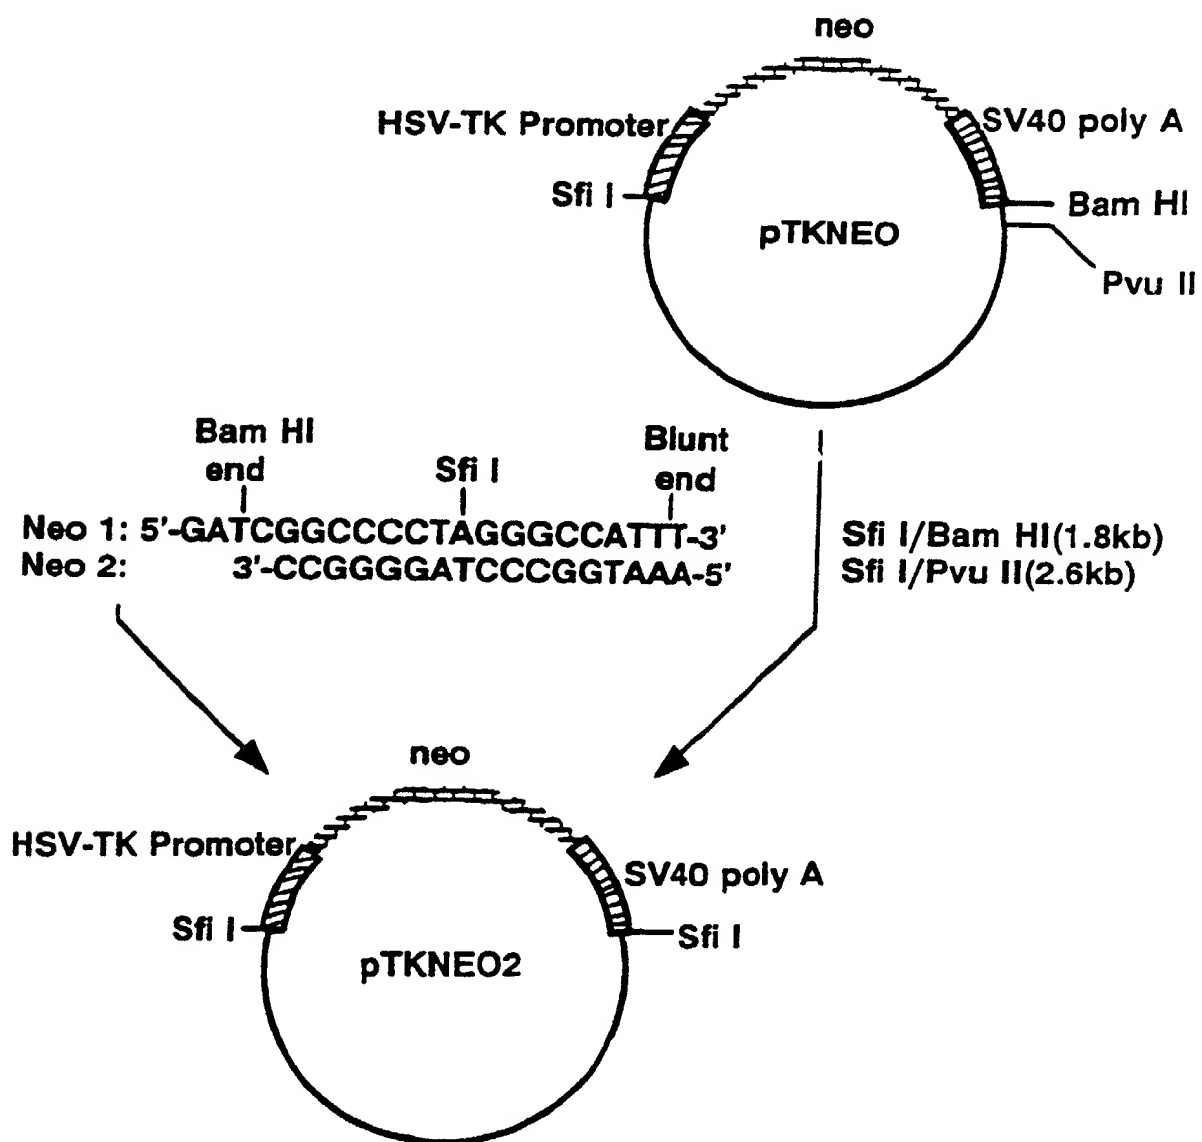 neo
HSV-TK Promoter
SV40 poly A
Sfi I
Bam HI
pTKNEO
Pvu II
Bam HI
end
Sfi I
Blunt
end
Neo 1: 5'-GATCGGCCCCTAGGGCCATTT-3'
Neo 2: 3'-CCGGGGATCCCGGTAAA-5'
Sfi I/Bam HI(1.8kb)
Sfi I/Pvu II(2.6kb)
neo
HSV-TK Promoter
SV40 poly A
Sfi I
Sfi I
pTKNEO2